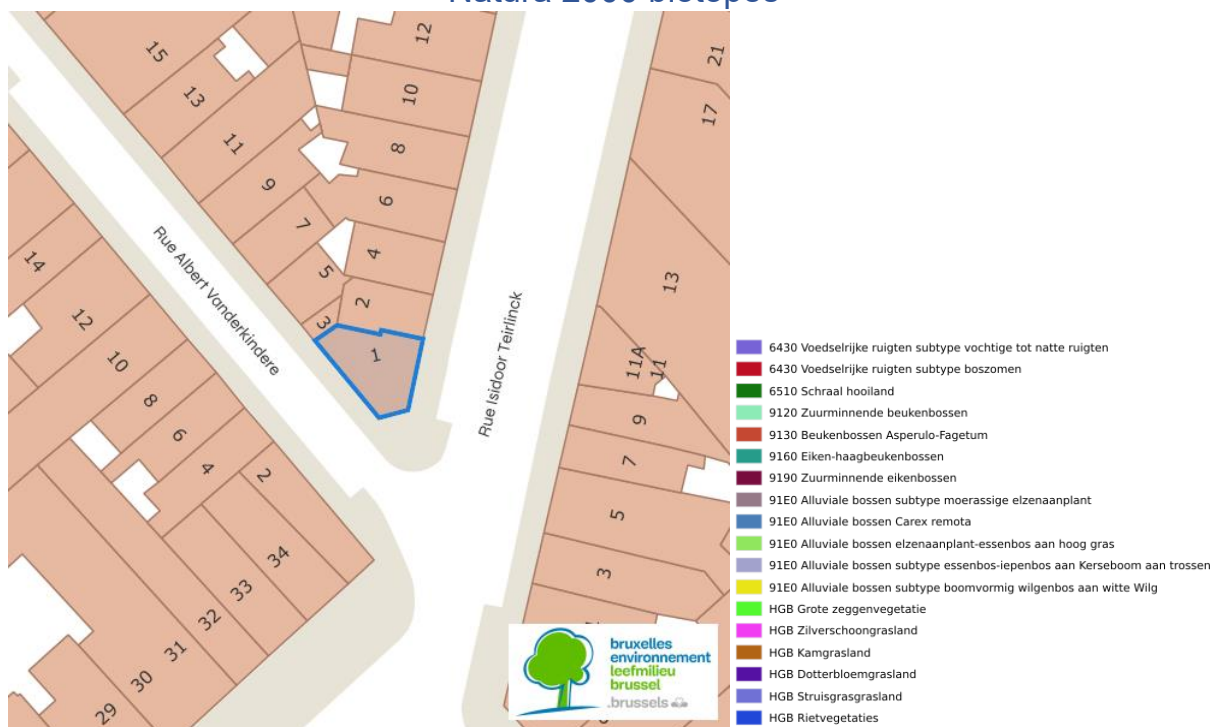 Natura 2000 biotopes
15
13
11
9
7
5
3
12
10
8
6
4
2
1
21
17
13
11A
11
9
7
5
3
14
12
10
8
6
4
2
34
33
32
31
30
29
Rue Albert Vanderkindere
Rue Isidoor Teirlinck
bruxelles
environnement
leefmilieu
brussel
.brussels
6430 Voedselrijke ruigten subtype vochtige tot natte ruigten
6430 Voedselrijke ruigten subtype boszomen
6510 Schraal hooiland
9120 Zuurminnende beukenbossen
9130 Beukenbossen Asperulo-Fagetum
9160 Eiken-haagbeukenbossen
9190 Zuurminnende eikenbossen
91E0 Alluviale bossen subtype moerassige elzenaanplant
91E0 Alluviale bossen Carex remota
91E0 Alluviale bossen elzenaanplant-essenbos aan hoog gras
91E0 Alluviale bossen subtype essenbos-iepenbos aan Kerseboom aan trossen
91E0 Alluviale bossen subtype boomvormig wilgenbos aan witte Wilg
HGB Grote zeggenvegetatie
HGB Zilverschoongrasland
HGB Kamgrasland
HGB Dotterbloemgrasland
HGB Struisgrasgrasland
HGB Rietvegetaties